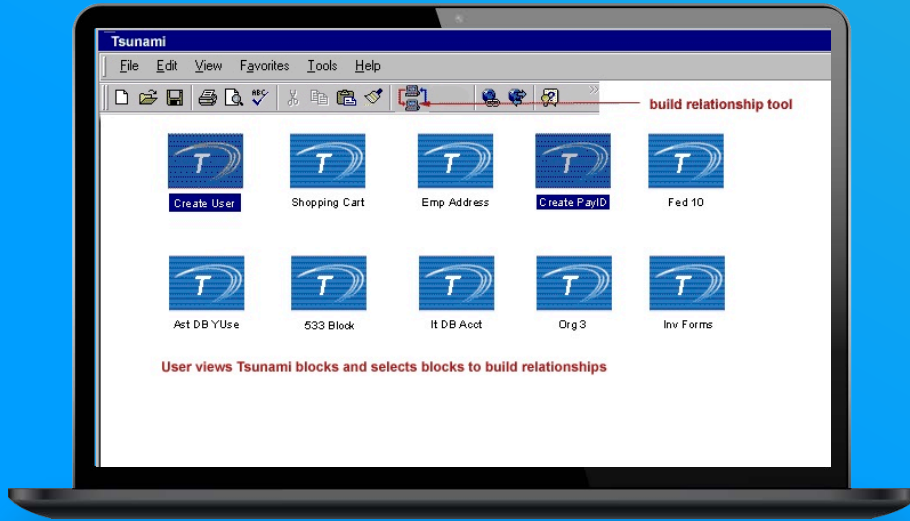 Tsunami
File Edit View Favorites Tools Help
ABC
build relationship tool
T T T T T
Create User Shopping Cart Emp Address Create PayID Fed 10
T T T T T
Ast DB YUse 533 Block It DB Acct Org 3 Inv Forms
User views Tsunami blocks and selects blocks to build relationships